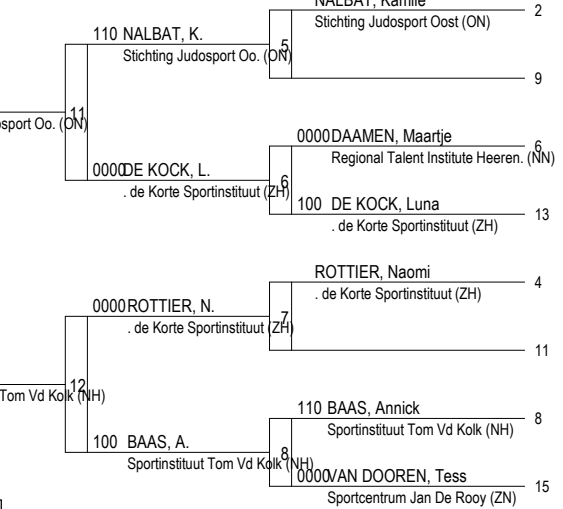 NALBAT, Kamile
2
110 NALBAT, K.
Stichting Judosport Oost (ON)
5
Stichting Judosport Oo. (ON)
9
11
osport Oo. (ON)
0000 DAAMEN, Maartje
6
Regional Talent Institute Heeren. (NN)
0000 DE KOCK, L.
6
. de Korte Sportinstituut (ZH)
100 DE KOCK, Luna
13
. de Korte Sportinstituut (ZH)
ROTTIER, Naomi
4
. de Korte Sportinstituut (ZH)
0000 ROTTIER, N.
7
. de Korte Sportinstituut (ZH)
11
12
Tom Vd Kolk (NH)
110 BAAS, Annick
8
Sportinstituut Tom Vd Kolk (NH)
100 BAAS, A.
8
Sportinstituut Tom Vd Kolk (NH)
0000 VAN DOOREN, Tess
15
Sportcentrum Jan De Rooy (ZN)